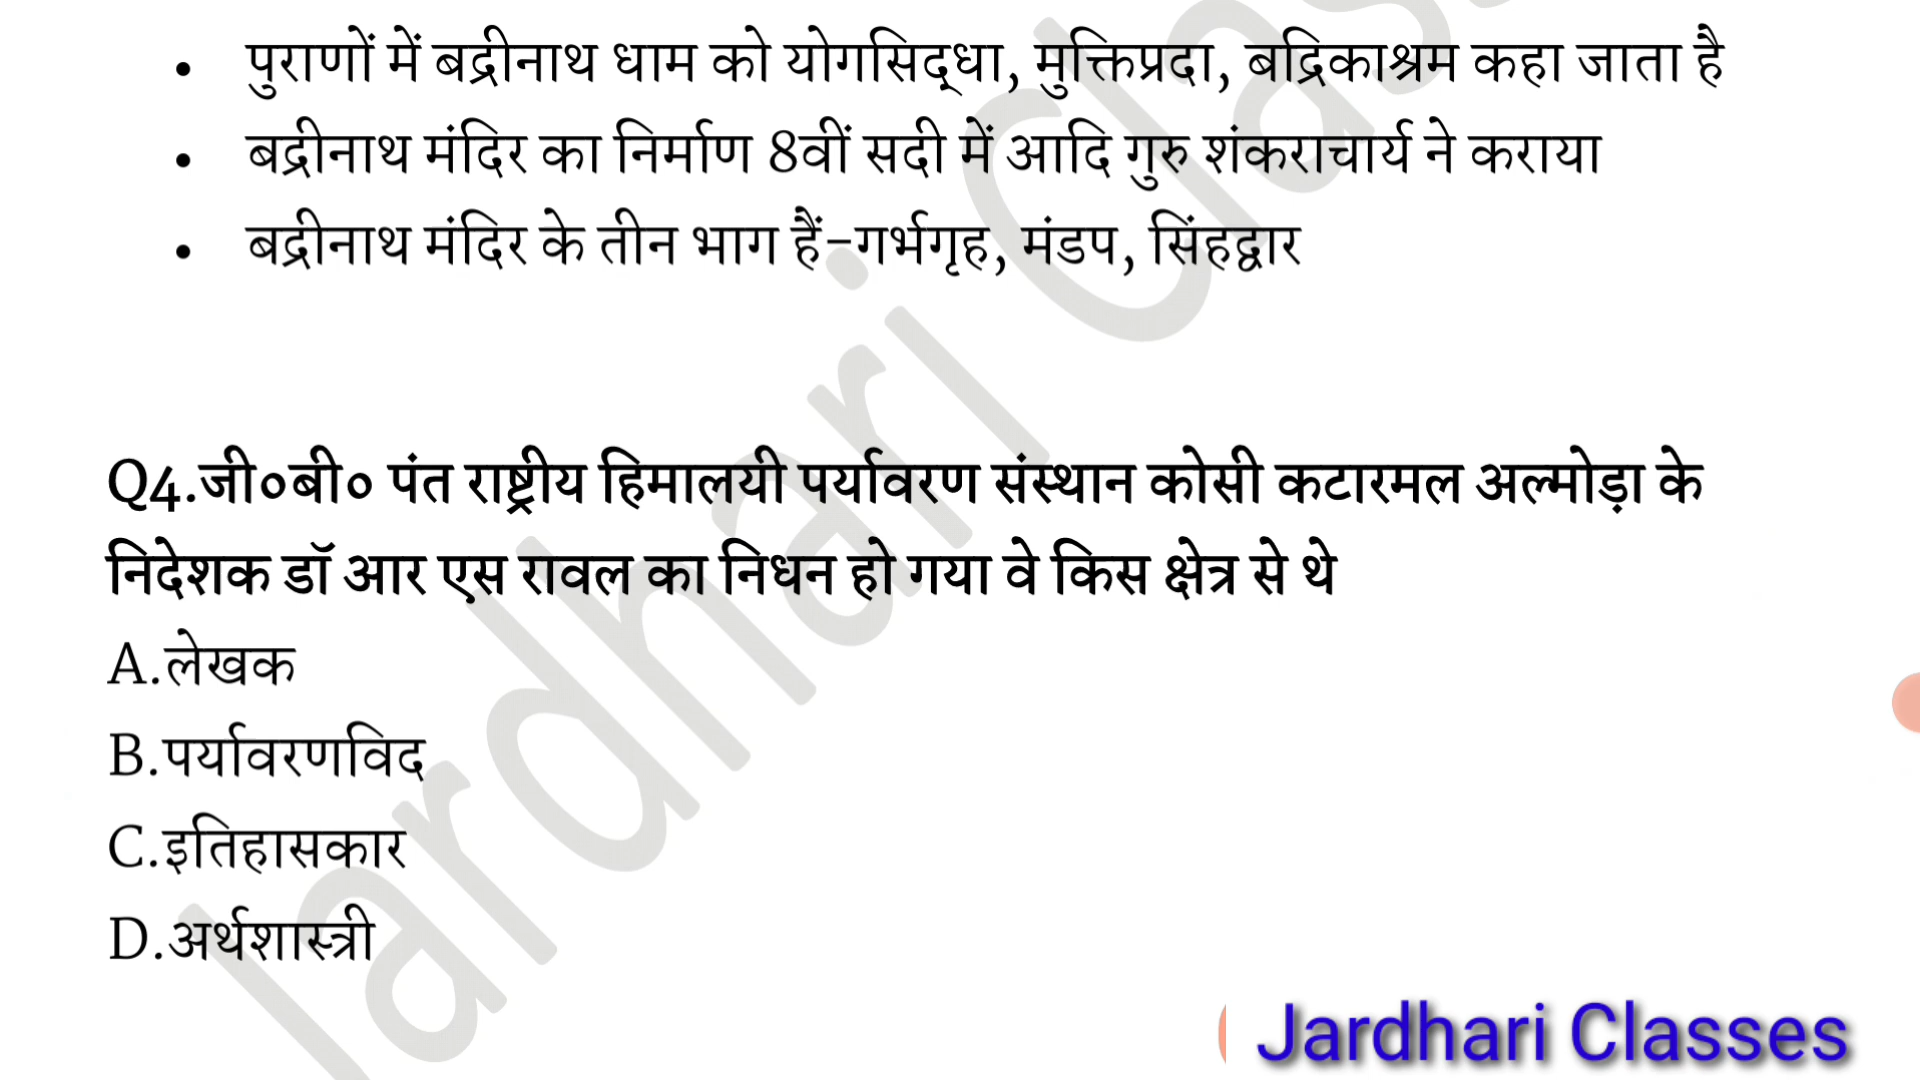 • पुराणों में बद्रीनाथ धाम को योगसिद्धा, मुक्तिप्रदा, बद्रिकाश्रम कहा जाता है
• बद्रीनाथ मंदिर का निर्माण 8वीं सदी में आदि गुरु शंकराचार्य ने कराया
• बद्रीनाथ मंदिर के तीन भाग हैं-गर्भगृह, मंडप, सिंहद्वार
Q4.जी०बी० पंत राष्ट्रीय हिमालयी पर्यावरण संस्थान कोसी कटारमल अल्मोड़ा के
निदेशक डॉ आर एस रावल का निधन हो गया वे किस क्षेत्र से थे
A.लेखक
B.पर्यावरणविद
C.इतिहासकार
D.अर्थशास्त्री
Jardhari Classes
Jardhari Clas